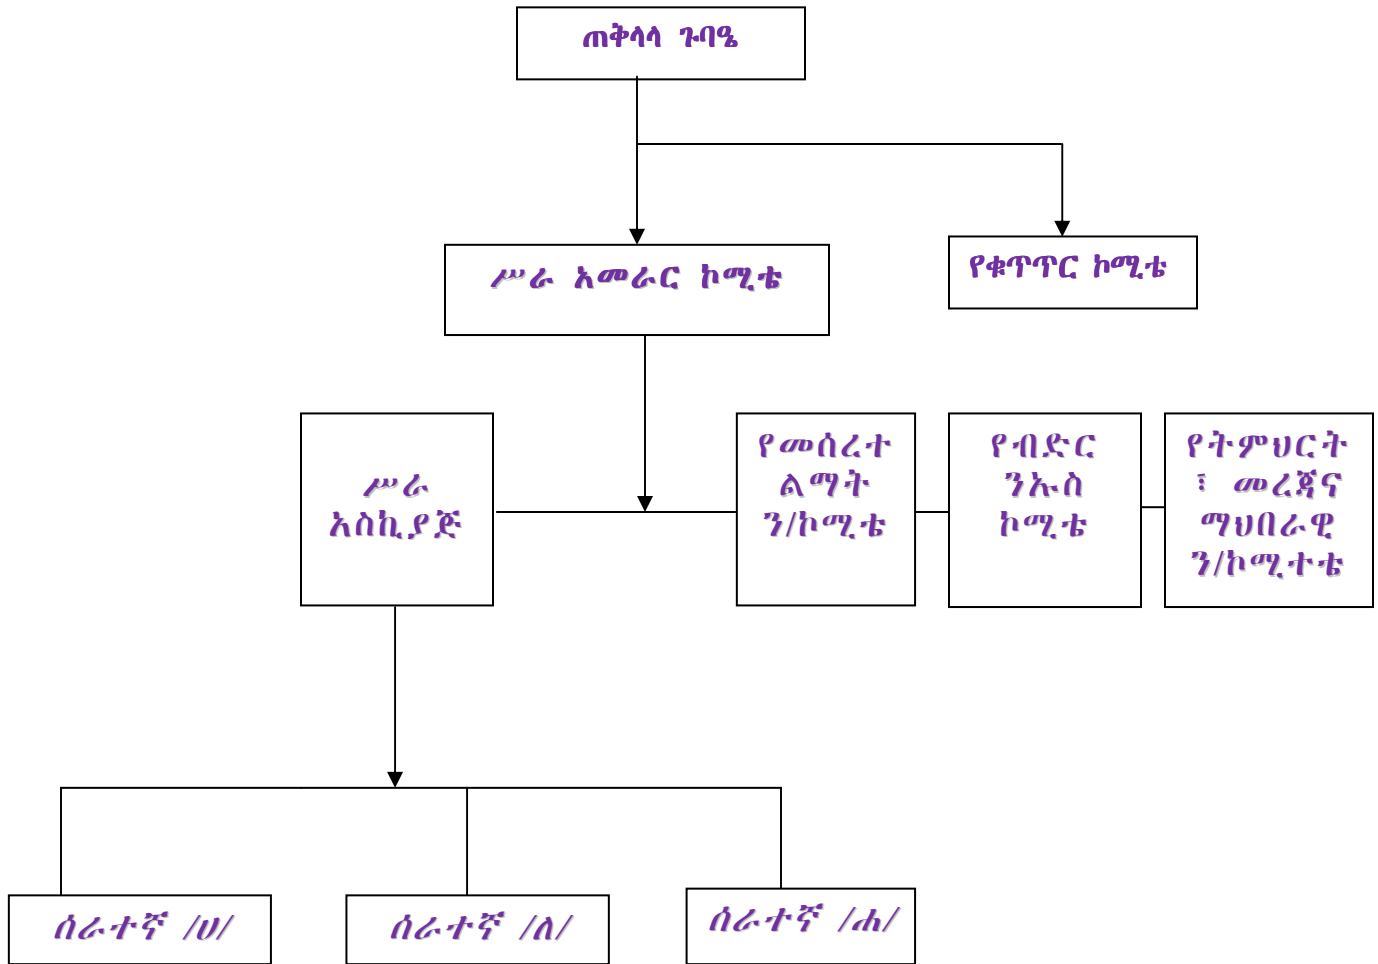 ጠቅላላ ጉባዔ
ሥራ አመራር ኮሚቴ
የቁጥጥር ኮሚቴ
ሥራ
አስኪያጅ
የመሰረተ
ልማት
ን/ኮሚቴ
የብድር
ንኡስ
ኮሚቴ
የትምህርት
፣ መረጃና
ማህበራዊ
ን/ኮሚተቴ
ሰራተኛ /ሀ/
ሰራተኛ /ለ/
ሰራተኛ /ሐ/